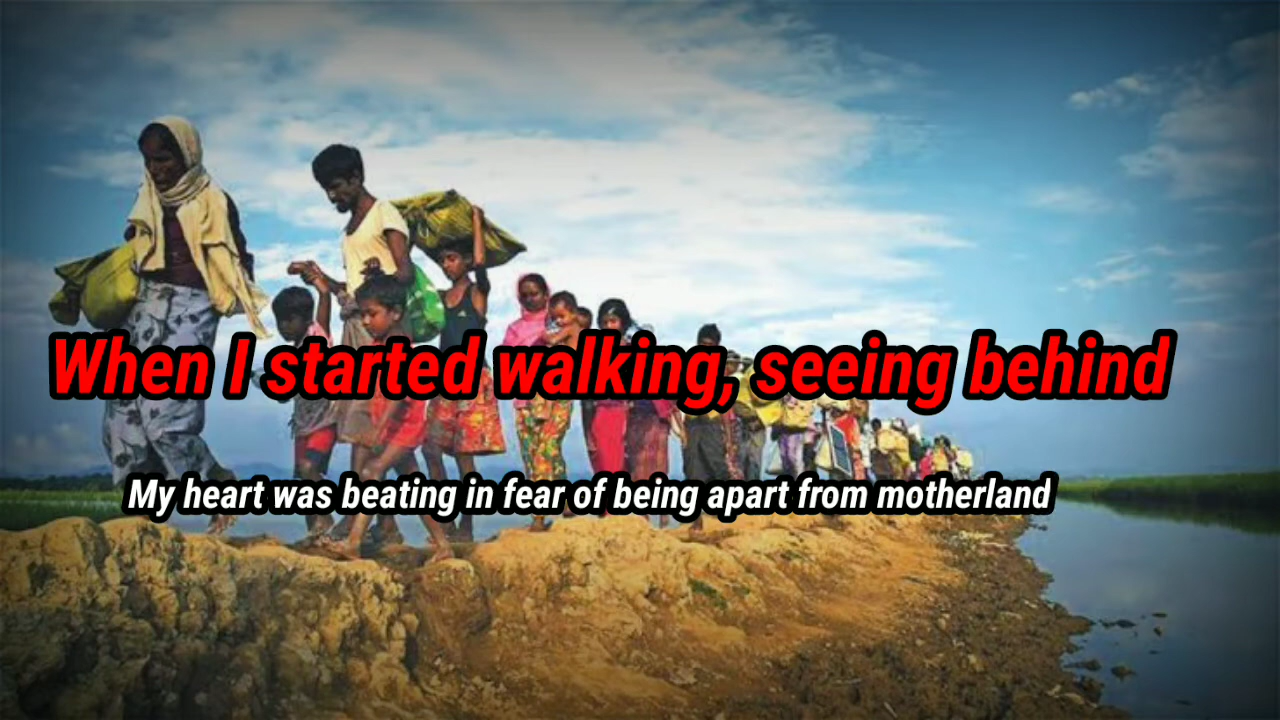 When I started walking, seeing behind
My heart was beating in fear of being apart from motherland